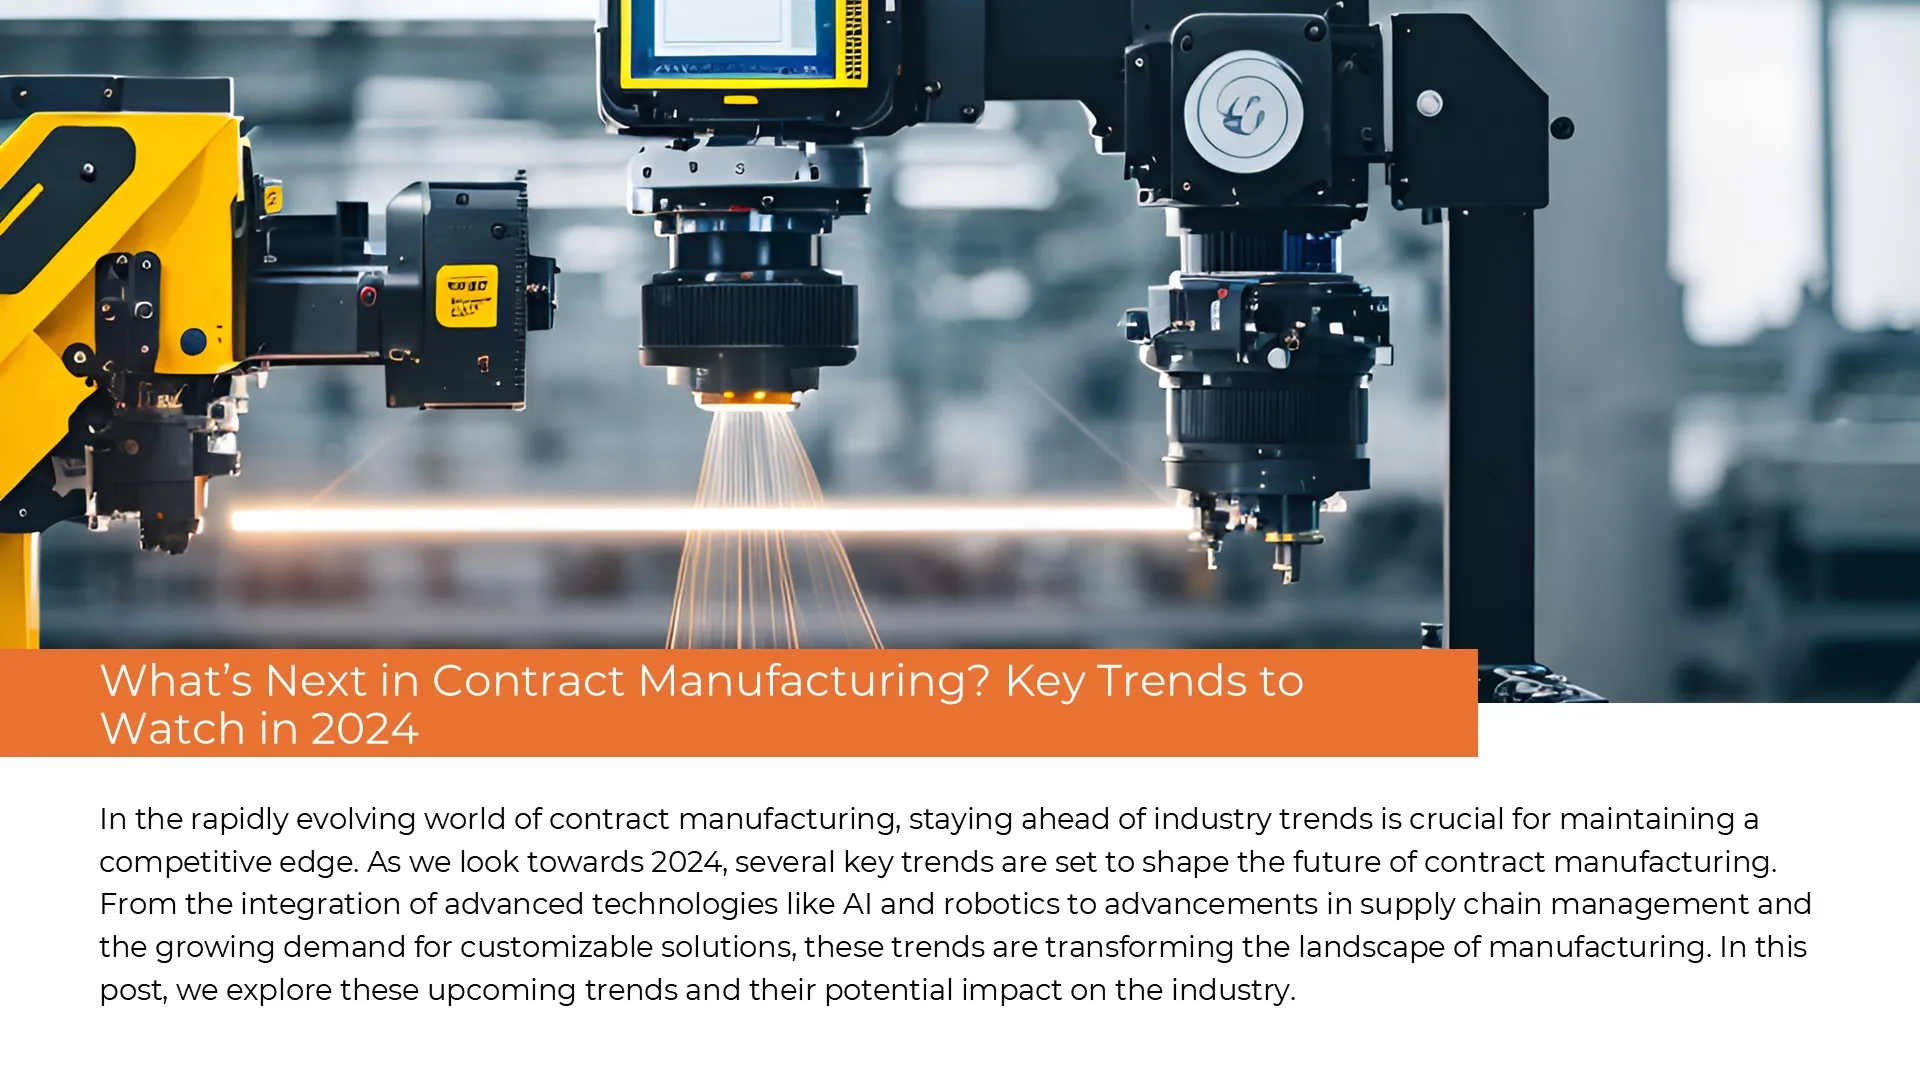 What’s Next in Contract Manufacturing? Key Trends to
Watch in 2024
In the rapidly evolving world of contract manufacturing, staying ahead of industry trends is crucial for maintaining a
competitive edge. As we look towards 2024, several key trends are set to shape the future of contract manufacturing.
From the integration of advanced technologies like AI and robotics to advancements in supply chain management and
the growing demand for customizable solutions, these trends are transforming the landscape of manufacturing. In this
post, we explore these upcoming trends and their potential impact on the industry.